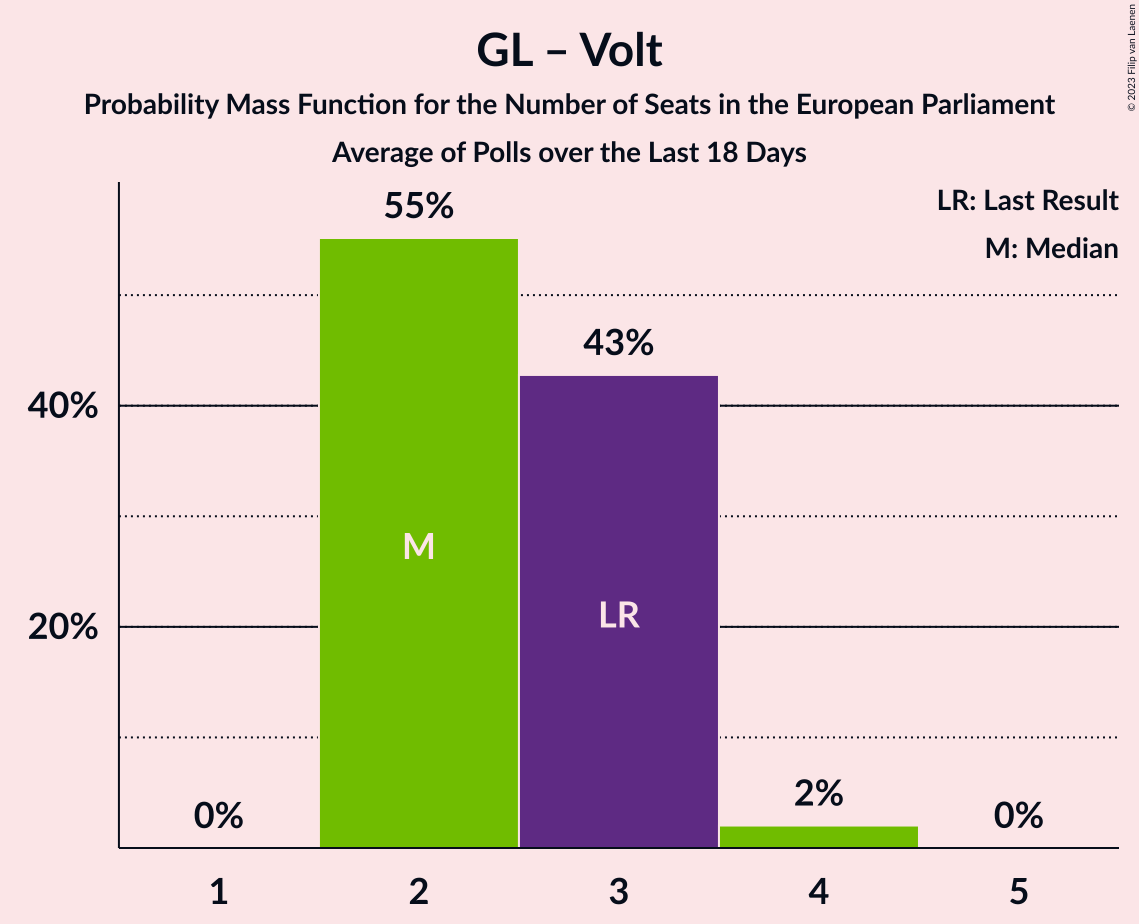 GL – Volt
Probability Mass Function for the Number of Seats in the European Parliament
Average of Polls over the Last 18 Days
© 2023 Filip van Laenen
LR: Last Result
M: Median
55%
43%
40%
M
LR
20%
2%
0%
0%
1
2
3
4
5